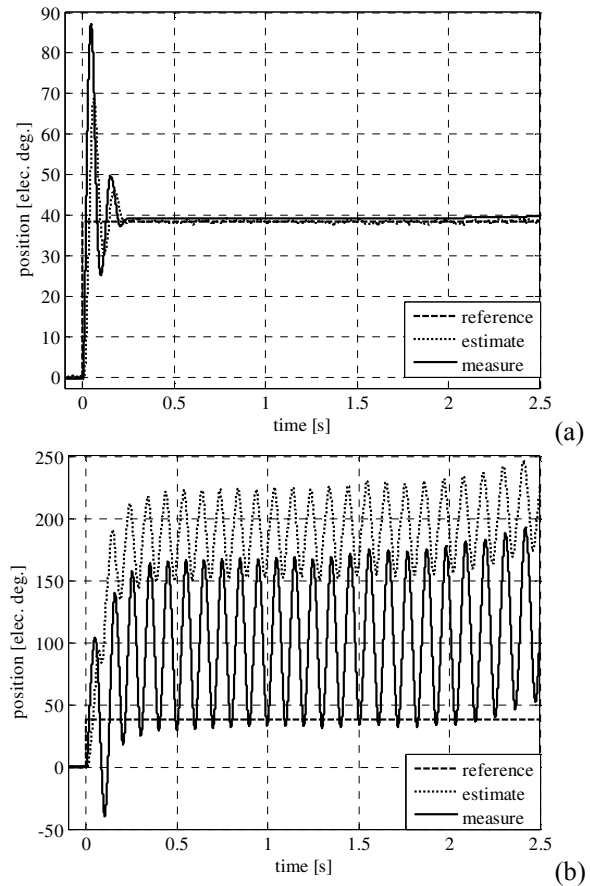 90
80
70
60
50
40
30
20
10
0
position [elec. deg.]
reference
estimate
measure
0 0.5 1 1.5 2 2.5
time [s]
(a)
250
200
150
100
50
0
-50
position [elec. deg.]
reference
estimate
measure
0 0.5 1 1.5 2 2.5
time [s]
(b)